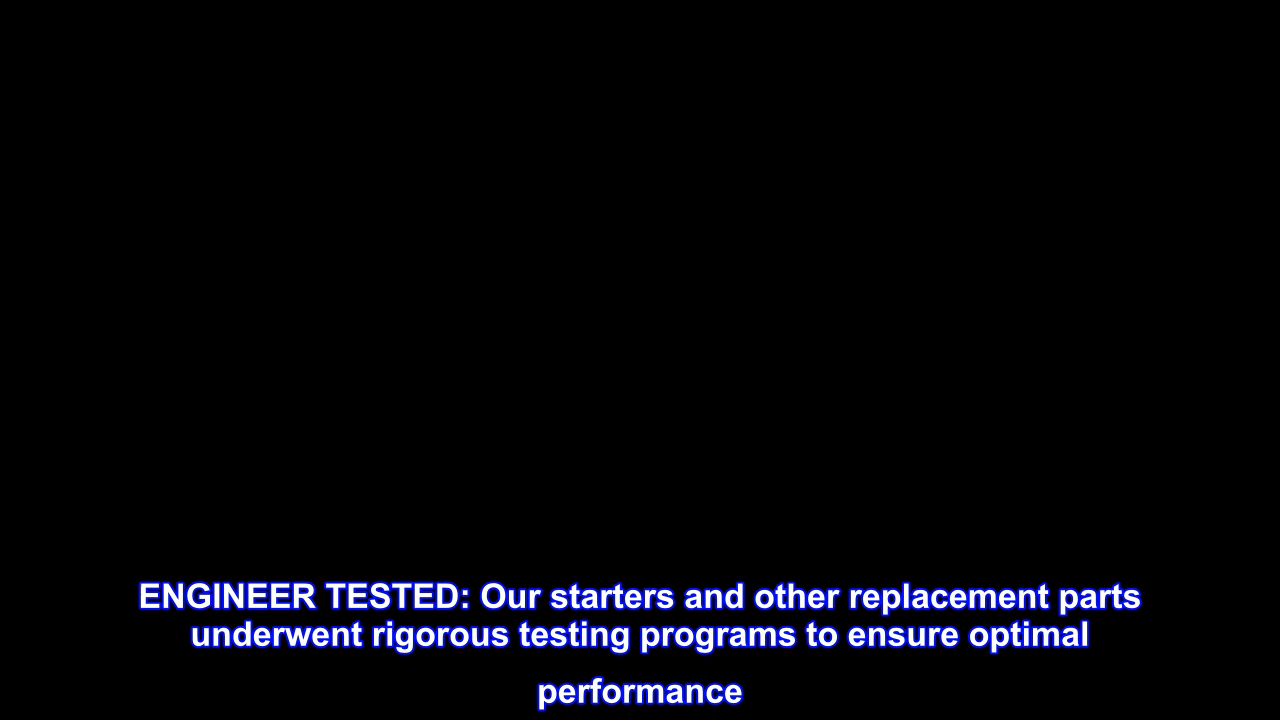 ENGINEER TESTED: Our starters and other replacement parts
underwent rigorous testing programs to ensure optimal
performance